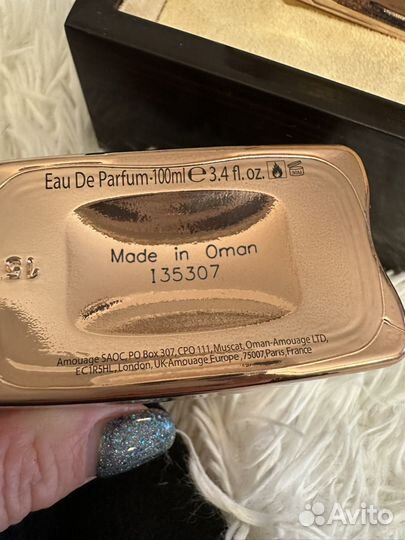 Eau De Parfum-100ml℮3.4 fl.oz.
Made in Oman
135307
Amouage SAOC,PO Box 307, CPO 111, Muscat, Oman-Amouage LTD,
EC1R5HL, London, UK-Amouage Europe ,75007,Paris,France
Avito